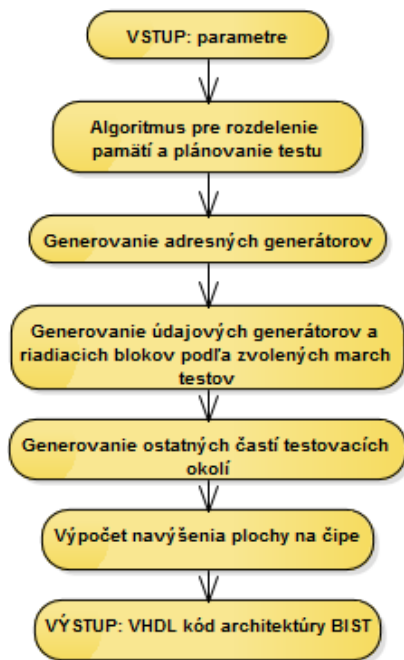 VSTUP: parametre
Algoritmus pre rozdelenie
pamätí a plánovanie testu
Generovanie adresných generátorov
Generovanie údajových generátorov a
riadiacich blokov podľa zvolených march
testov
Generovanie ostatných častí testovacích
okolí
Výpočet navýšenia plochy na čipe
VÝSTUP: VHDL kód architektúry BIST